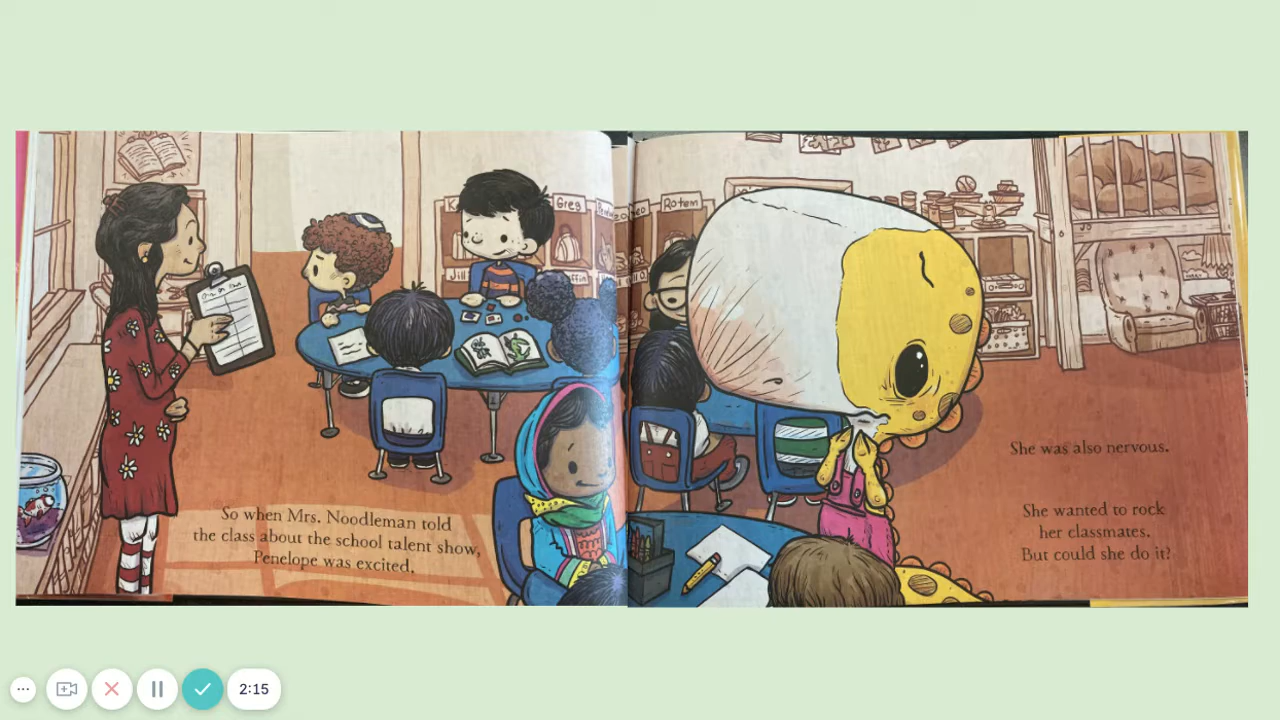 Greg
Rotem
Jill
So when Mrs. Noodleman told
the class about the school talent show,
Penelope was excited.
She was also nervous.
She wanted to rock
her classmates.
But could she do it?
2:15